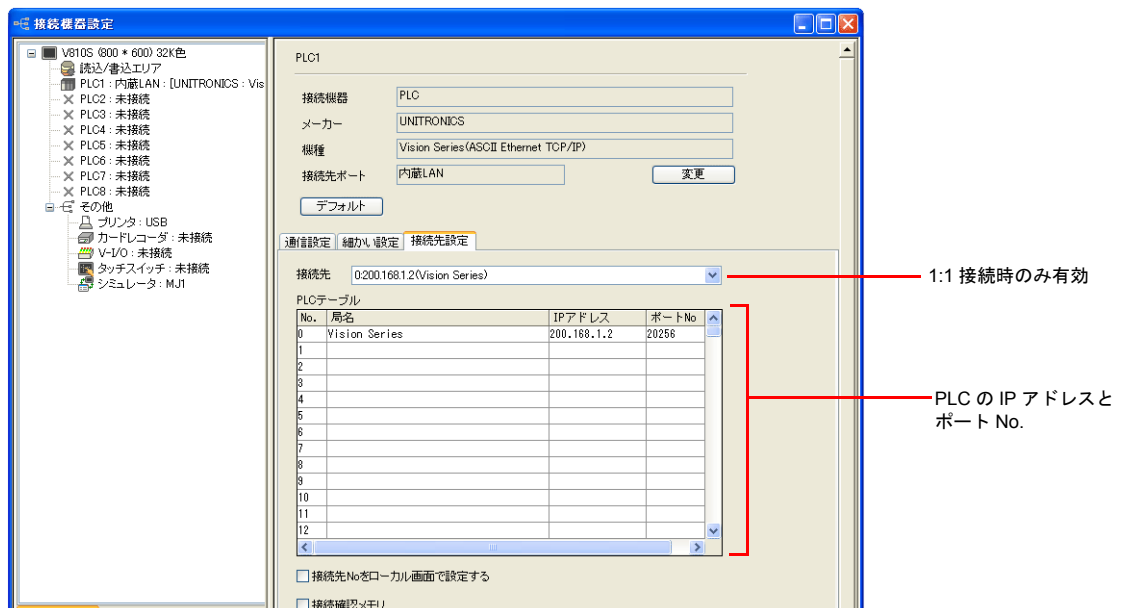 接続機器設定
V810S (800 * 600) 32K色
読込/書込エリア
PLC1 : 内蔵LAN : [UNITRONICS : Vis
PLC2 : 未接続
PLC3 : 未接続
PLC4 : 未接続
PLC5 : 未接続
PLC6 : 未接続
PLC7 : 未接続
PLC8 : 未接続
その他
プリンタ : USB
カードレコーダ : 未接続
V-I/O : 未接続
タッチスイッチ : 未接続
シミュレータ : MJ1
PLC1
接続機器 PLC
メーカー UNITRONICS
機種 Vision Series(ASCII Ethernet TCP/IP)
接続先ポート 内蔵LAN 変更
デフォルト
通信設定 細かい設定 接続先設定
接続先 0:200.168.1.2(Vision Series)
1:1 接続時のみ有効
PLCテーブル
No. 局名 IPアドレス ポートNo
0 Vision Series 200.168.1.2 20256
1
2
3
4
5
6
7
8
9
10
11
12
PLC の IP アドレスと
ポート No.
接続先Noをローカル画面で設定する
接続確認メモリ